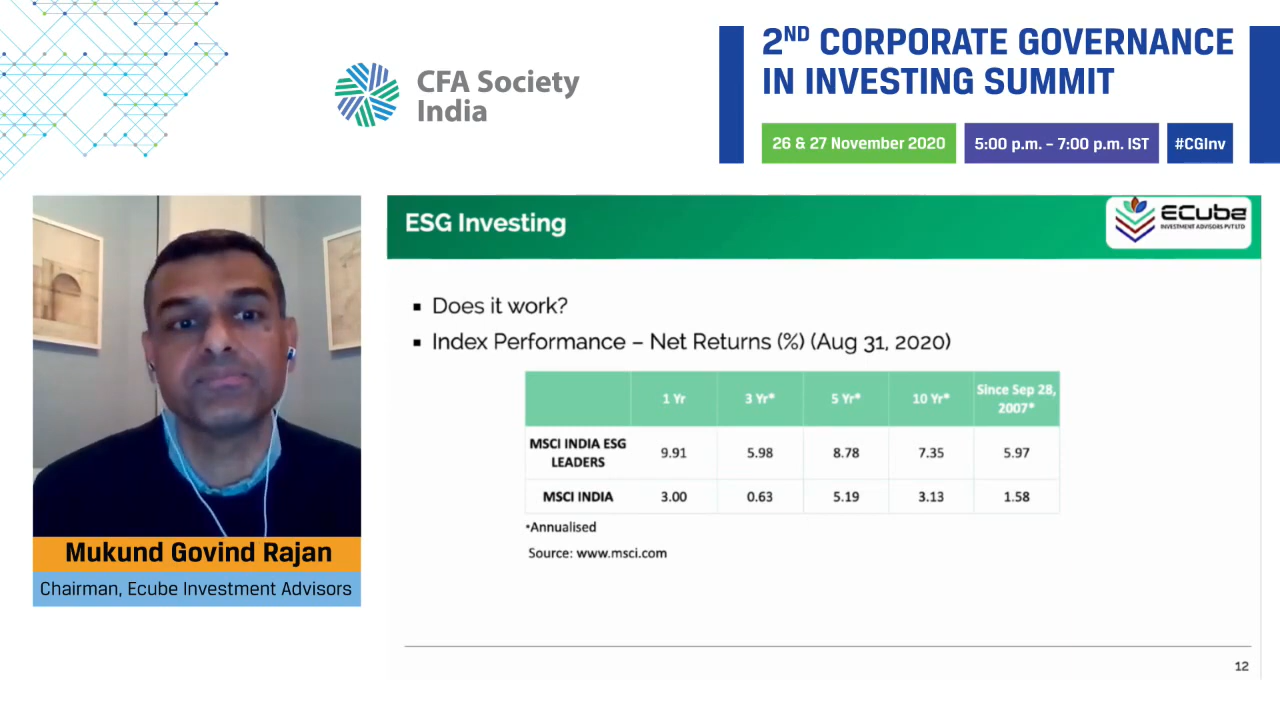 CFA Society
India
2ND CORPORATE GOVERNANCE
IN INVESTING SUMMIT
26 & 27 November 2020
5:00 p.m. – 7:00 p.m. IST
#CGInv
Mukund Govind Rajan
Chairman, Ecube Investment Advisors
ESG Investing
ECube
INVESTMENT ADVISORS PVT LTD
▪ Does it work?
▪ Index Performance – Net Returns (%) (Aug 31, 2020)
1 Yr 3 Yr* 5 Yr* 10 Yr* Since Sep 28, 2007*
MSCI INDIA ESG LEADERS 9.91 5.98 8.78 7.35 5.97
MSCI INDIA 3.00 0.63 5.19 3.13 1.58
*Annualised
Source: www.msci.com
12